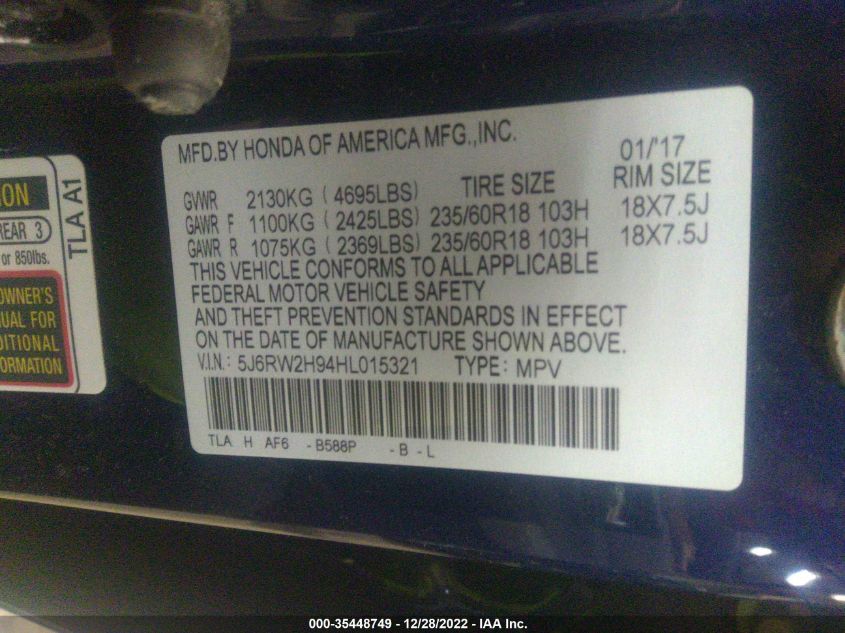 MFD.BY HONDA OF AMERICA MFG.,INC.
01/'17
TIRE SIZE RIM SIZE
GVWR 2130KG ( 4695LBS)
GAWR F 1100KG ( 2425LBS) 235/60R18 103H 18X7.5J
GAWR R 1075KG ( 2369LBS) 235/60R18 103H 18X7.5J
THIS VEHICLE CONFORMS TO ALL APPLICABLE
FEDERAL MOTOR VEHICLE SAFETY
AND THEFT PREVENTION STANDARDS IN EFFECT
ON THE DATE OF MANUFACTURE SHOWN ABOVE.
V.I.N.: 5J6RW2H94HL015321 TYPE: MPV
TLA H AF6 -B588P -B-L
ION
REAR 3
or 850lbs.
OWNER'S
UAL FOR
DITIONAL
FORMATION
TLA A1
000-35448749 - 12/28/2022 - IAA Inc.